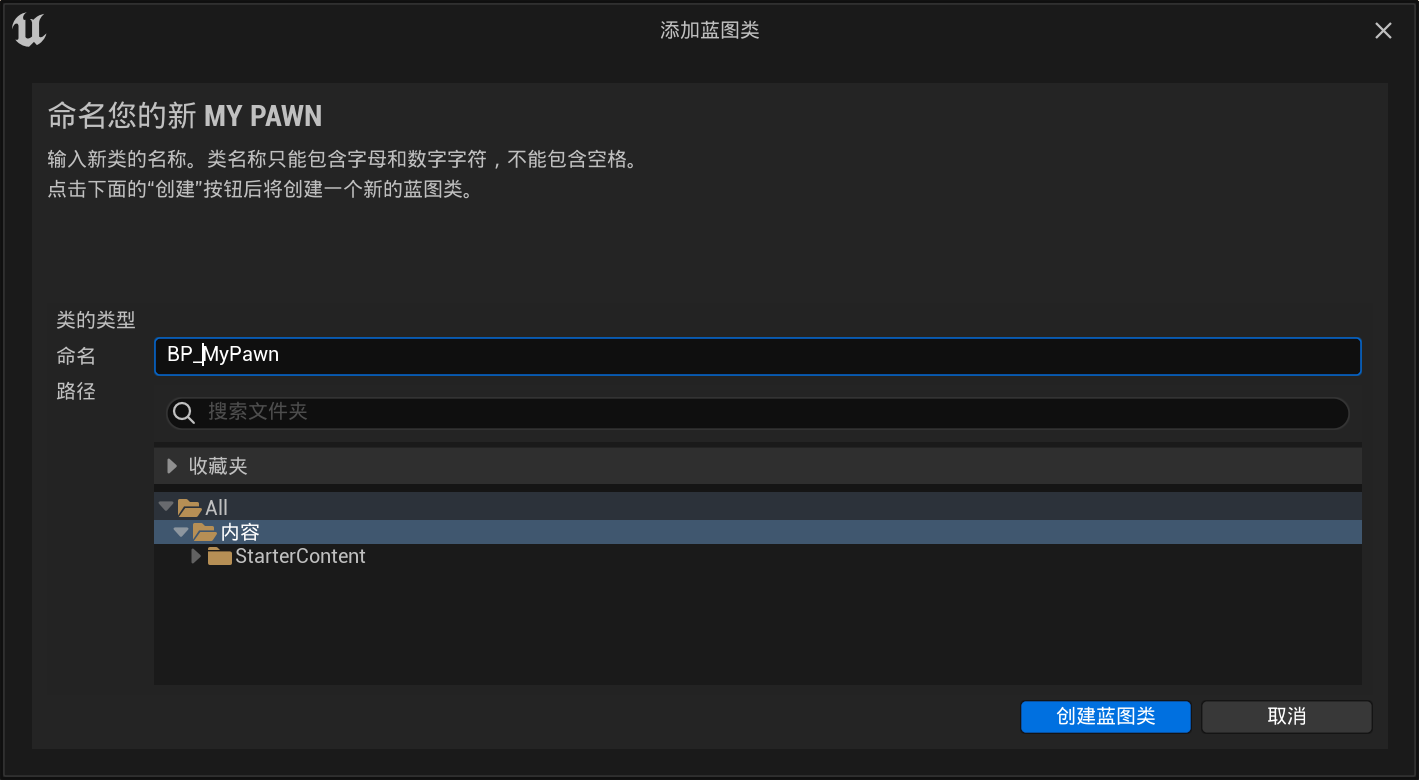 添加蓝图类
命名您的新 MY PAWN
输入新类的名称。类名称只能包含字母和数字字符，不能包含空格。
点击下面的“创建”按钮后将创建一个新的蓝图类。
类的类型
命名
BP_MyPawn
路径
搜索文件夹
收藏夹
All
内容
StarterContent
创建蓝图类
取消